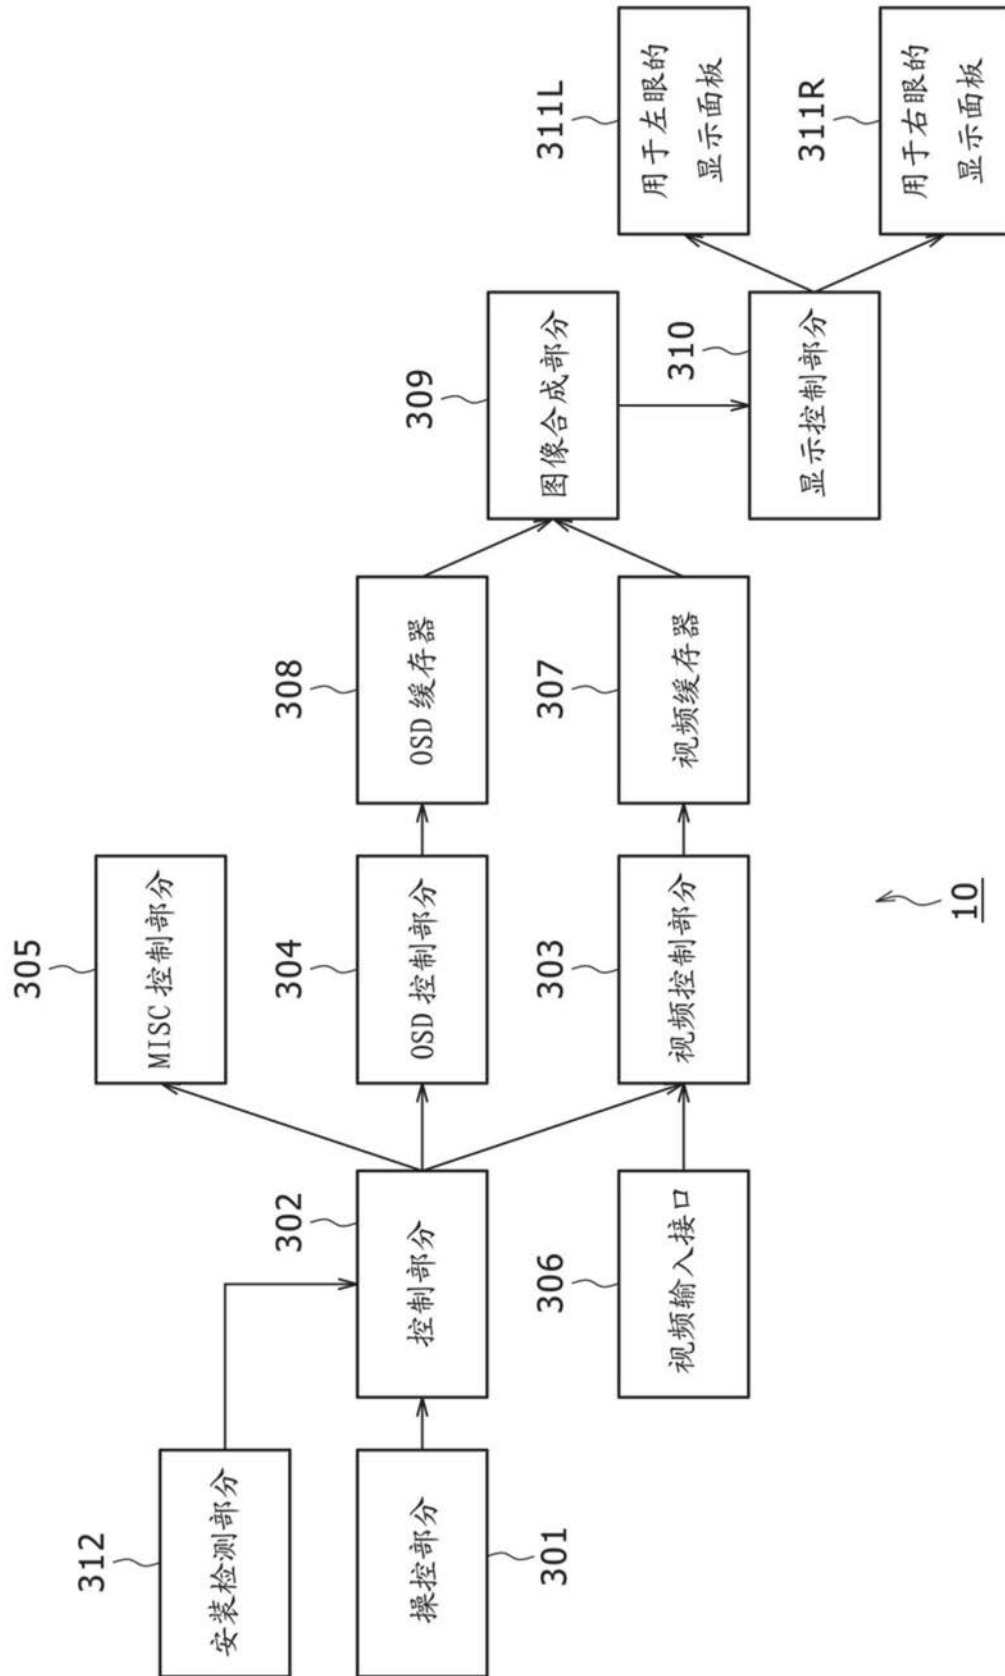 312
安装检测部分
301
操控部分
302
控制部分
306
视频输入接口
305
MISC 控制部分
304
OSD 控制部分
303
视频控制部分
308
OSD 缓存器
307
视频缓存器
309
图像合成部分
310
显示控制部分
311L
用于左眼的
显示面板
311R
用于右眼的
显示面板
10